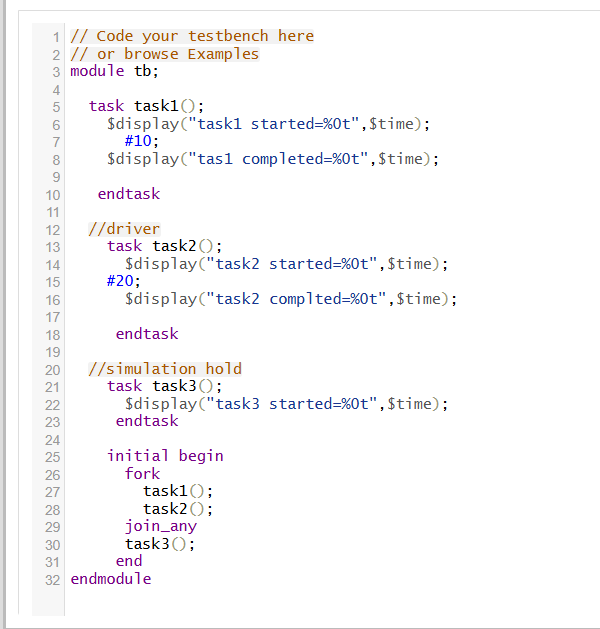 1 // Code your testbench here
2 // or browse Examples
3 module tb;
4
5 task task1();
6 $display("task1 started=%0t",$time);
7 #10;
8 $display("tas1 completed=%0t",$time);
9
10 endtask
11
12 //driver
13 task task2();
14 $display("task2 started=%0t",$time);
15 #20;
16 $display("task2 complted=%0t",$time);
17
18 endtask
19
20 //simulation hold
21 task task3();
22 $display("task3 started=%0t",$time);
23 endtask
24
25 initial begin
26 fork
27 task1();
28 task2();
29 join_any
30 task3();
31 end
32 endmodule